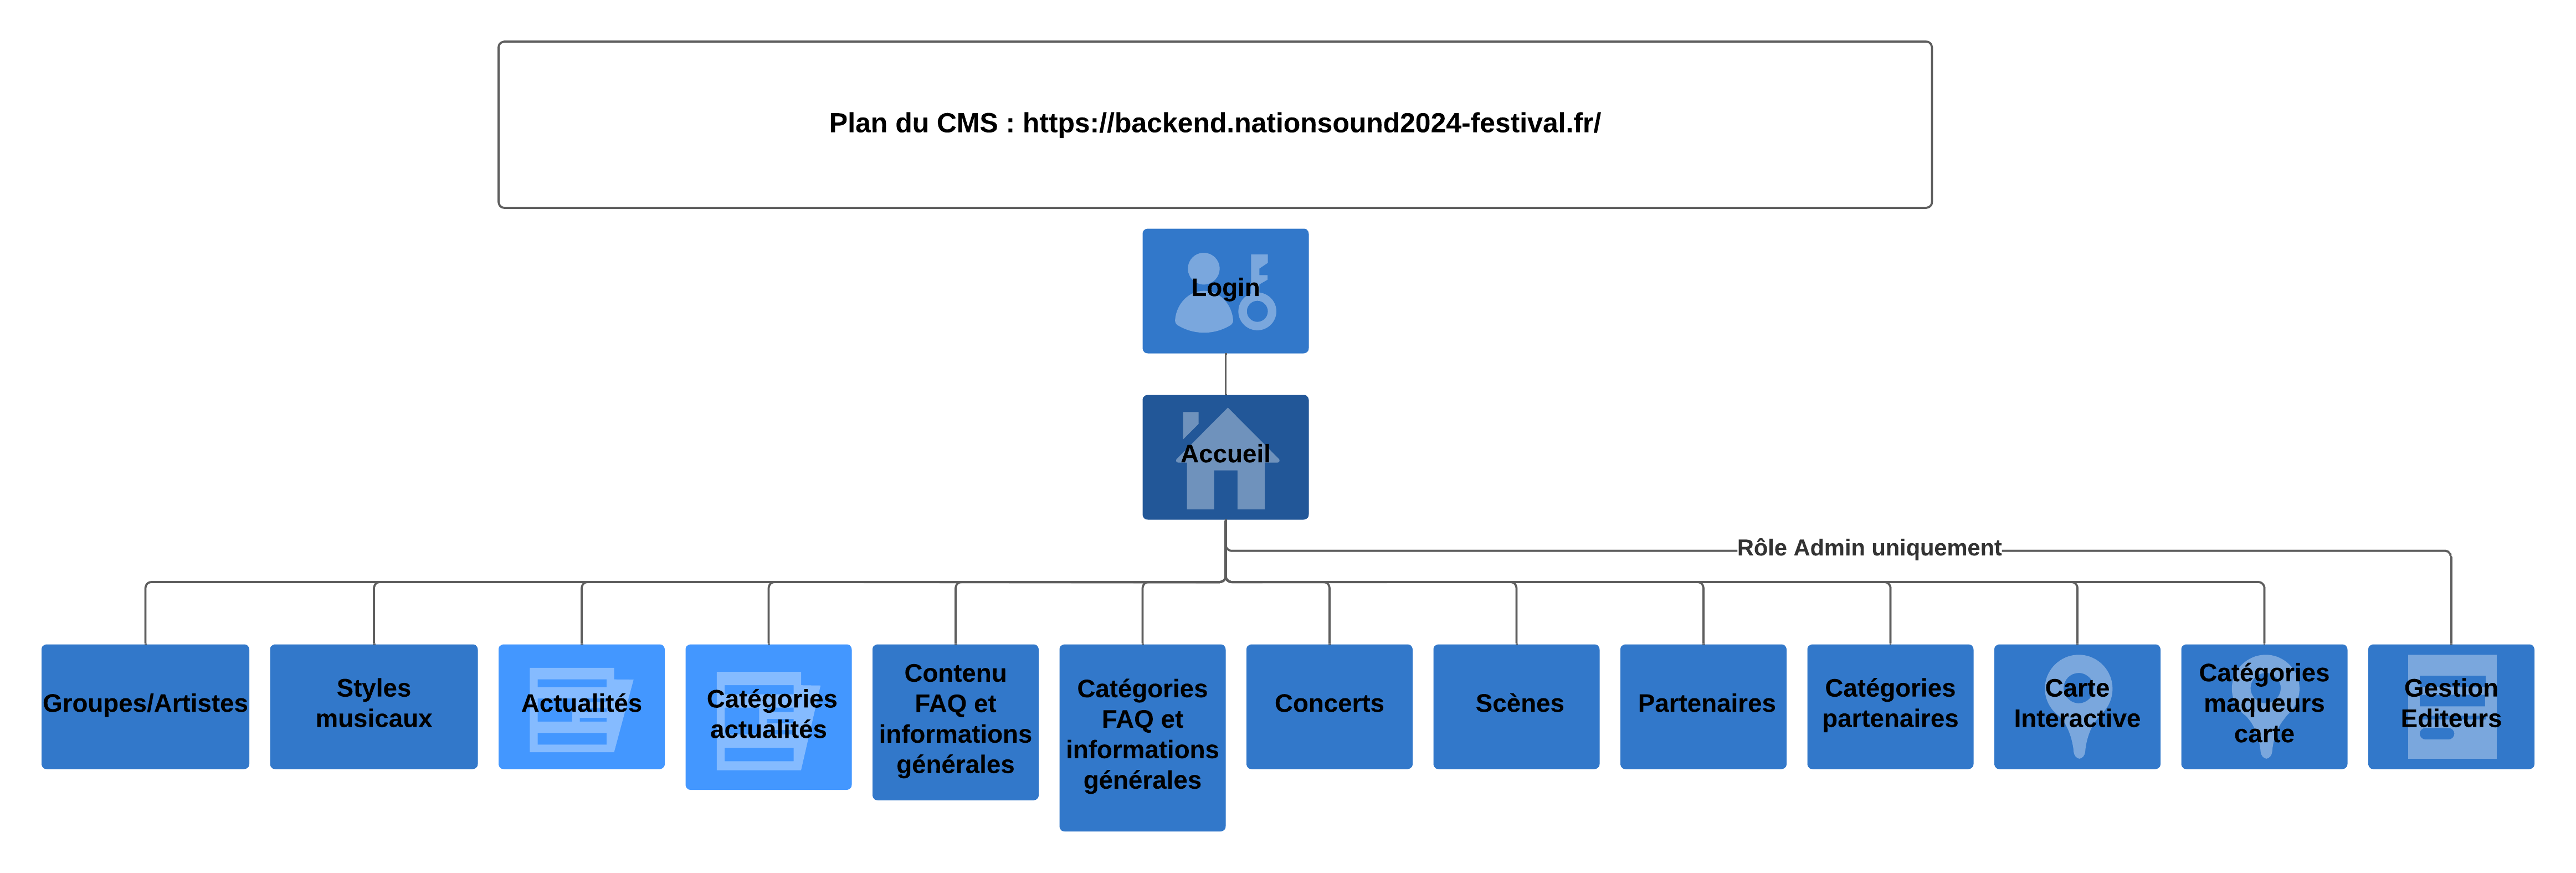 Plan du CMS : https://backend.nationsound2024-festival.fr/
Login
Accueil
Rôle Admin uniquement
Groupes/Artistes
Styles
musicaux
Actualités
Catégories
actualités
Contenu
FAQ et
informations
générales
Catégories
FAQ et
informations
générales
Concerts
Scènes
Partenaires
Catégories
partenaires
Carte
Interactive
Catégories
maqueurs
carte
Gestion
Editeurs